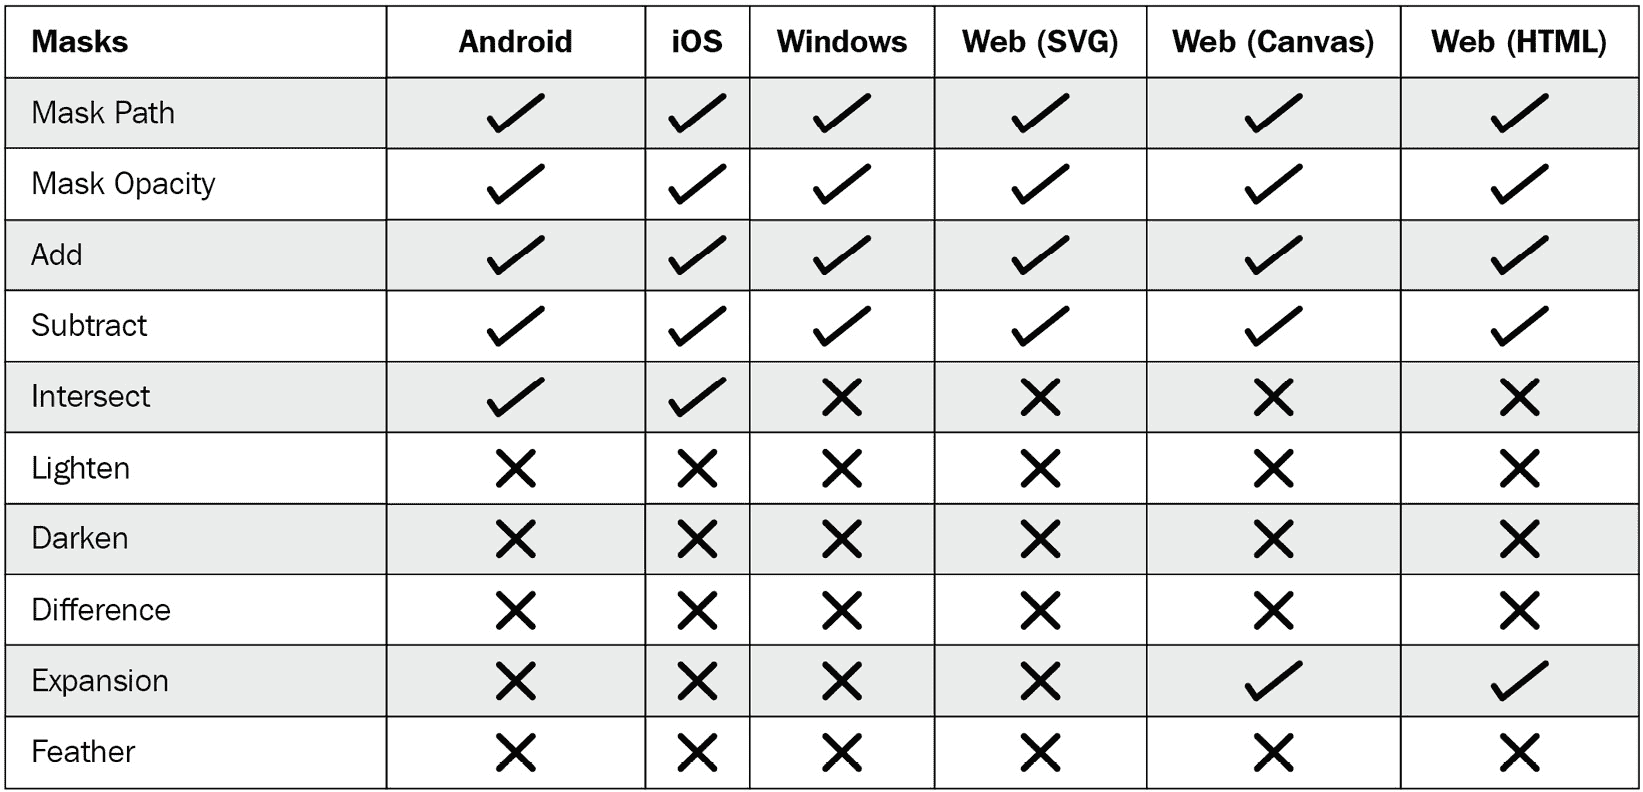 Masks Android iOS Windows Web (SVG) Web (Canvas) Web (HTML)
Mask Path ✓ ✓ ✓ ✓ ✓ ✓
Mask Opacity ✓ ✓ ✓ ✓ ✓ ✓
Add ✓ ✓ ✓ ✓ ✓ ✓
Subtract ✓ ✓ ✓ ✓ ✓ ✓
Intersect ✓ ✓ ✕ ✕ ✕ ✕
Lighten ✕ ✕ ✕ ✕ ✕ ✕
Darken ✕ ✕ ✕ ✕ ✕ ✕
Difference ✕ ✕ ✕ ✕ ✕ ✕
Expansion ✕ ✕ ✕ ✕ ✓ ✓
Feather ✕ ✕ ✕ ✕ ✕ ✕